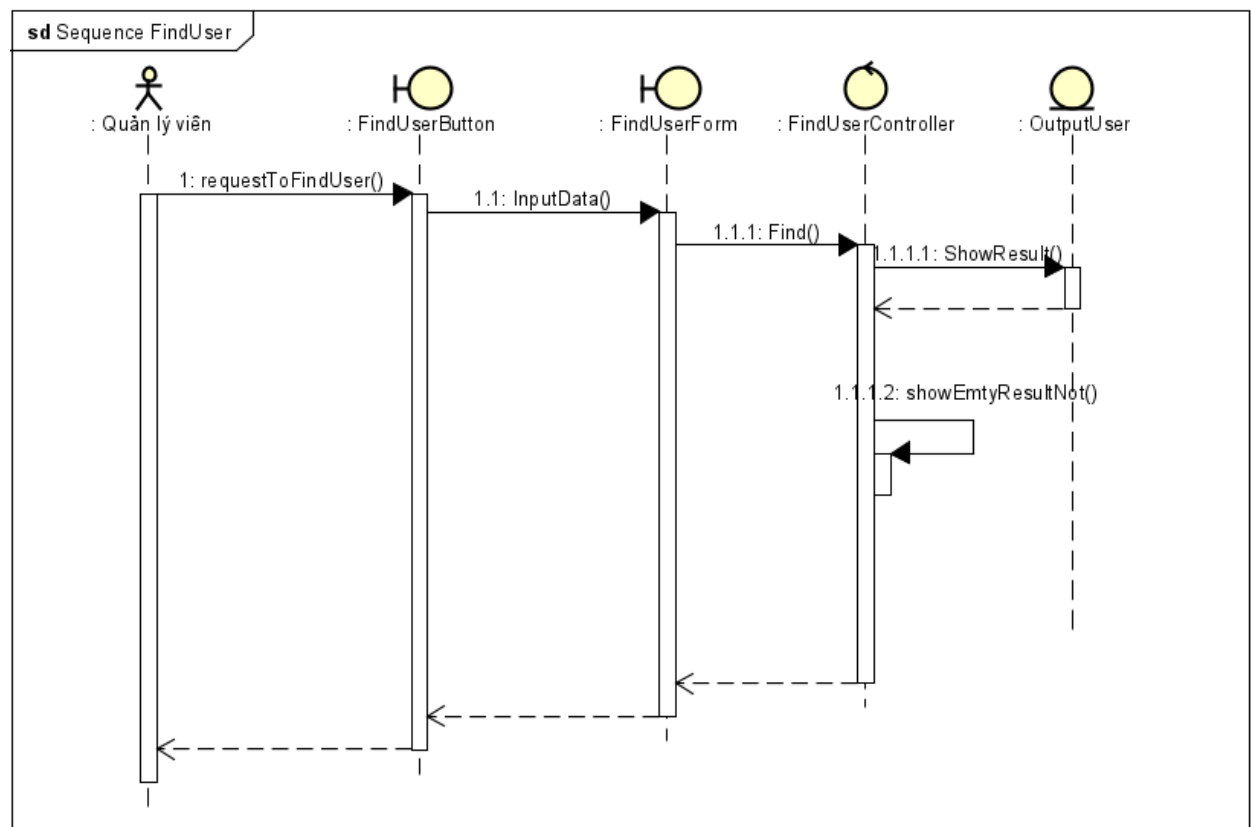 sd Sequence FindUser
: Quản lý viên
: FindUserButton
: FindUserForm
: FindUserController
: OutputUser
1: requestToFindUser()
1.1: InputData()
1.1.1: Find()
1.1.1.1: ShowResult()
1.1.1.2: showEmtyResultNot()